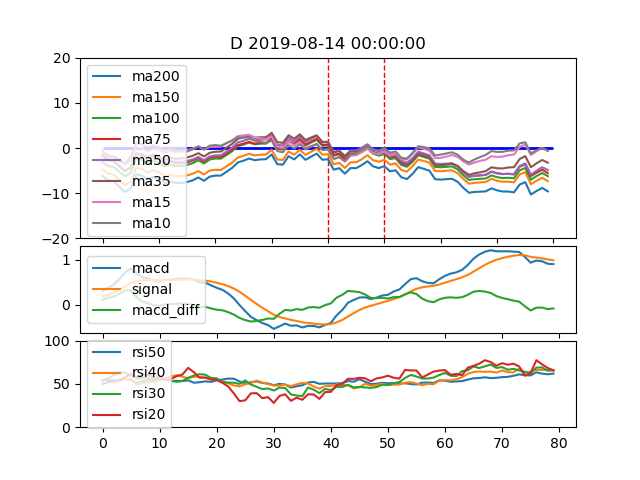 D 2019-08-14 00:00:00
20
10
0
−10
−20
ma200
ma150
ma100
ma75
ma50
ma35
ma15
ma10
1
0
macd
signal
macd_diff
100
50
0
rsi50
rsi40
rsi30
rsi20
0 10 20 30 40 50 60 70 80